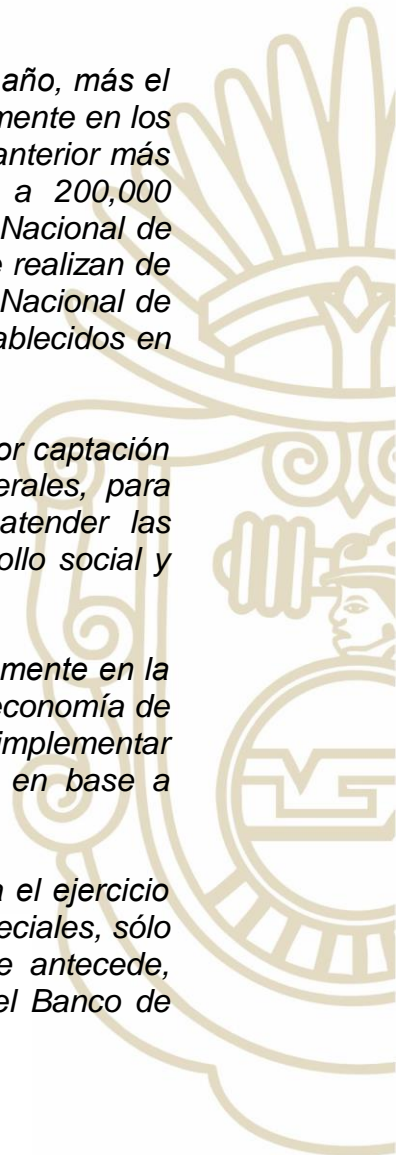 año, más el
mente en los
anterior más
a 200,000
Nacional de
e realizan de
Nacional de
ablecidos en
or captación
erales, para
atender las
ollo social y
mente en la
economía de
implementar
en base a
a el ejercicio
eciales, sólo
e antecede,
el Banco de